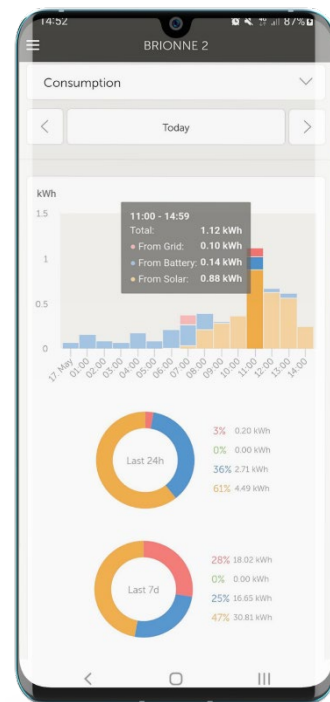 14:52 87%
BRIONNE 2
Consumption
Today
kWh
1.5
1
0.5
0
11:00 - 14:59
Total: 1.12 kWh
From Grid: 0.10 kWh
From Battery: 0.14 kWh
From Solar: 0.88 kWh
17. May 01:00 02:00 03:00 04:00 05:00 06:00 07:00 08:00 09:00 10:00 11:00 12:00 13:00 14:00
Last 24h
3% 0.20 kWh
0% 0.00 kWh
36% 2.71 kWh
61% 4.49 kWh
Last 7d
28% 18.02 kWh
0% 0.00 kWh
25% 16.65 kWh
47% 30.81 kWh